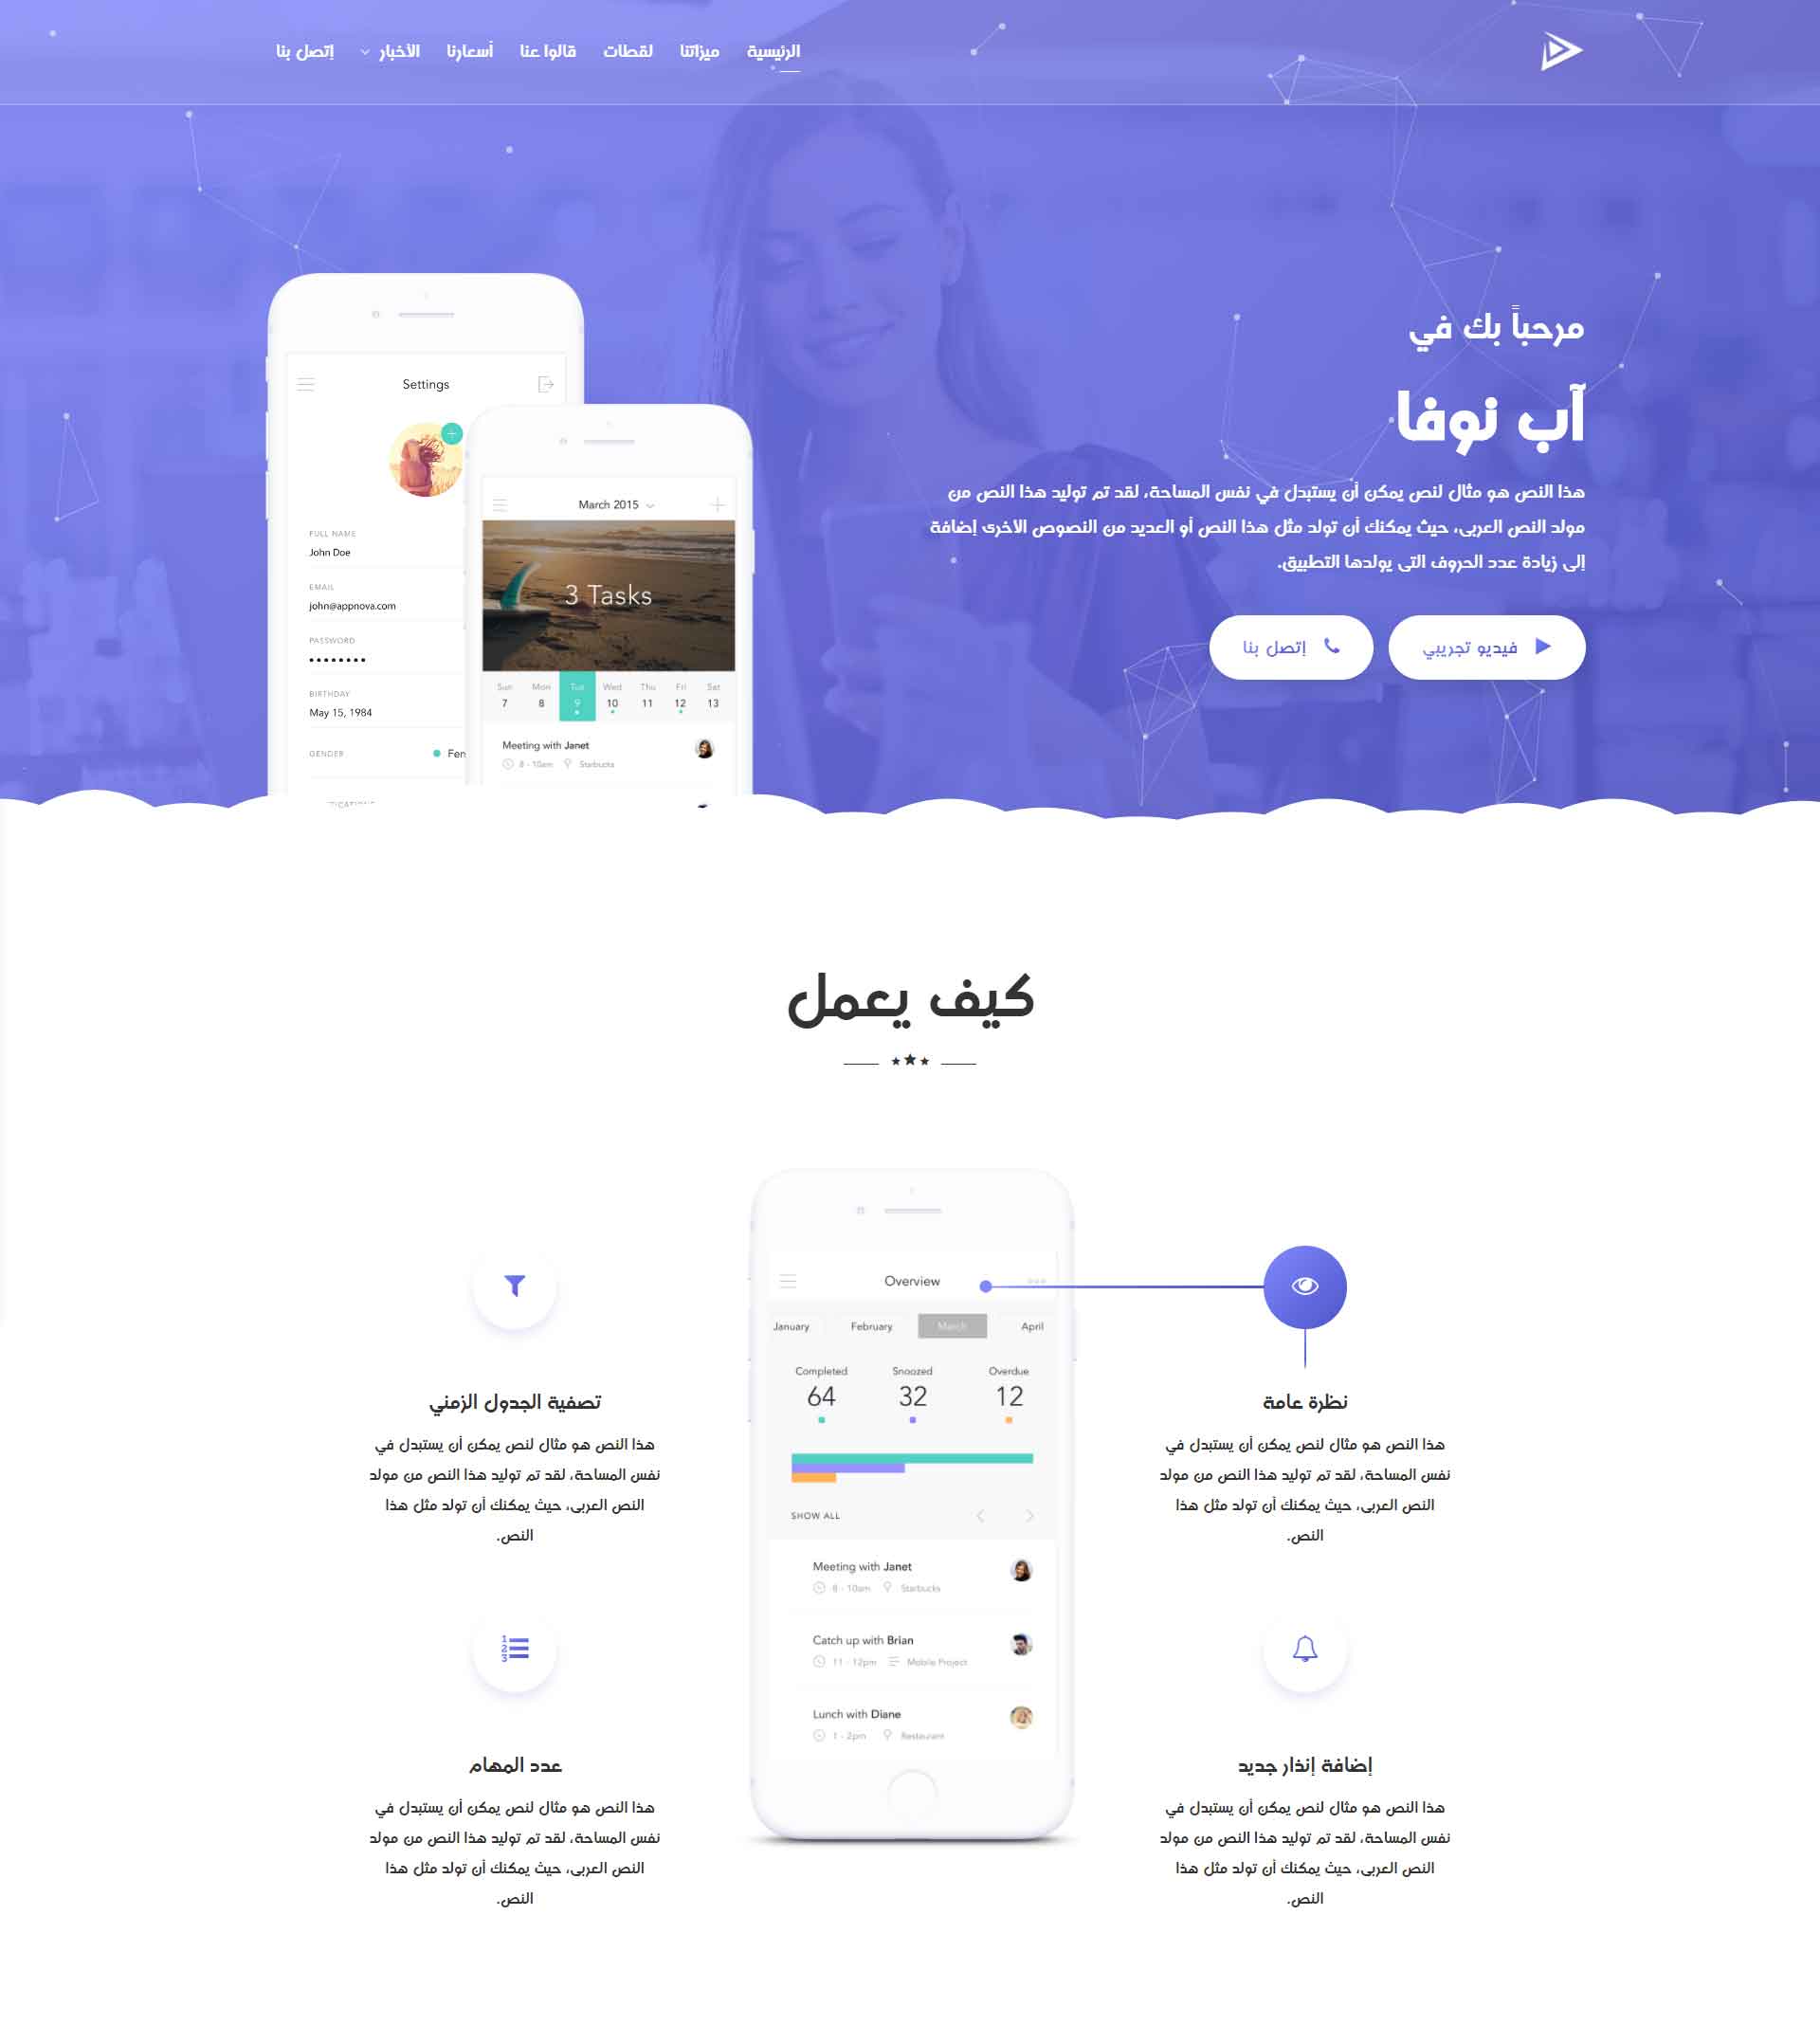 الرئيسية
ميزاتنا
لقطات
قالوا عنا
أسعارنا
الأخبار
إتصل بنا
مرحباً بك في
آب نوفا
هذا النص هو مثال لنص يمكن أن يستبدل في نفس المساحة، لقد تم توليد هذا النص من
مولد النص العربى، حيث يمكنك أن تولد مثل هذا النص أو العديد من النصوص الأخرى إضافة
إلى زيادة عدد الحروف التى يولدها التطبيق.
فيديو تجريبي
إتصل بنا
Settings
FULL NAME
John Doe
EMAIL
john@appnova.com
PASSWORD
BIRTHDAY
May 15, 1984
GENDER
March 2015
3 Tasks
Sun Mon Tue Wed Thu Fri Sat
7 8 9 10 11 12 13
Meeting with Janet
8 - 10am Starbucks
كيف يعمل
نظرة عامة
هذا النص هو مثال لنص يمكن أن يستبدل في
نفس المساحة، لقد تم توليد هذا النص من مولد
النص العربى، حيث يمكنك أن تولد مثل هذا
النص.
إضافة إنذار جديد
هذا النص هو مثال لنص يمكن أن يستبدل في
نفس المساحة، لقد تم توليد هذا النص من مولد
النص العربى، حيث يمكنك أن تولد مثل هذا
النص.
Overview
January February March April
Completed Snoozed Overdue
64 32 12
SHOW ALL
Meeting with Janet
8 - 10am Starbucks
Catch up with Brian
11 - 12pm Mobile Project
Lunch with Diane
1 - 2pm Restaurant
تصفية الجدول الزمني
هذا النص هو مثال لنص يمكن أن يستبدل في
نفس المساحة، لقد تم توليد هذا النص من مولد
النص العربى، حيث يمكنك أن تولد مثل هذا
النص.
1
2
3
عدد المهام
هذا النص هو مثال لنص يمكن أن يستبدل في
نفس المساحة، لقد تم توليد هذا النص من مولد
النص العربى، حيث يمكنك أن تولد مثل هذا
النص.